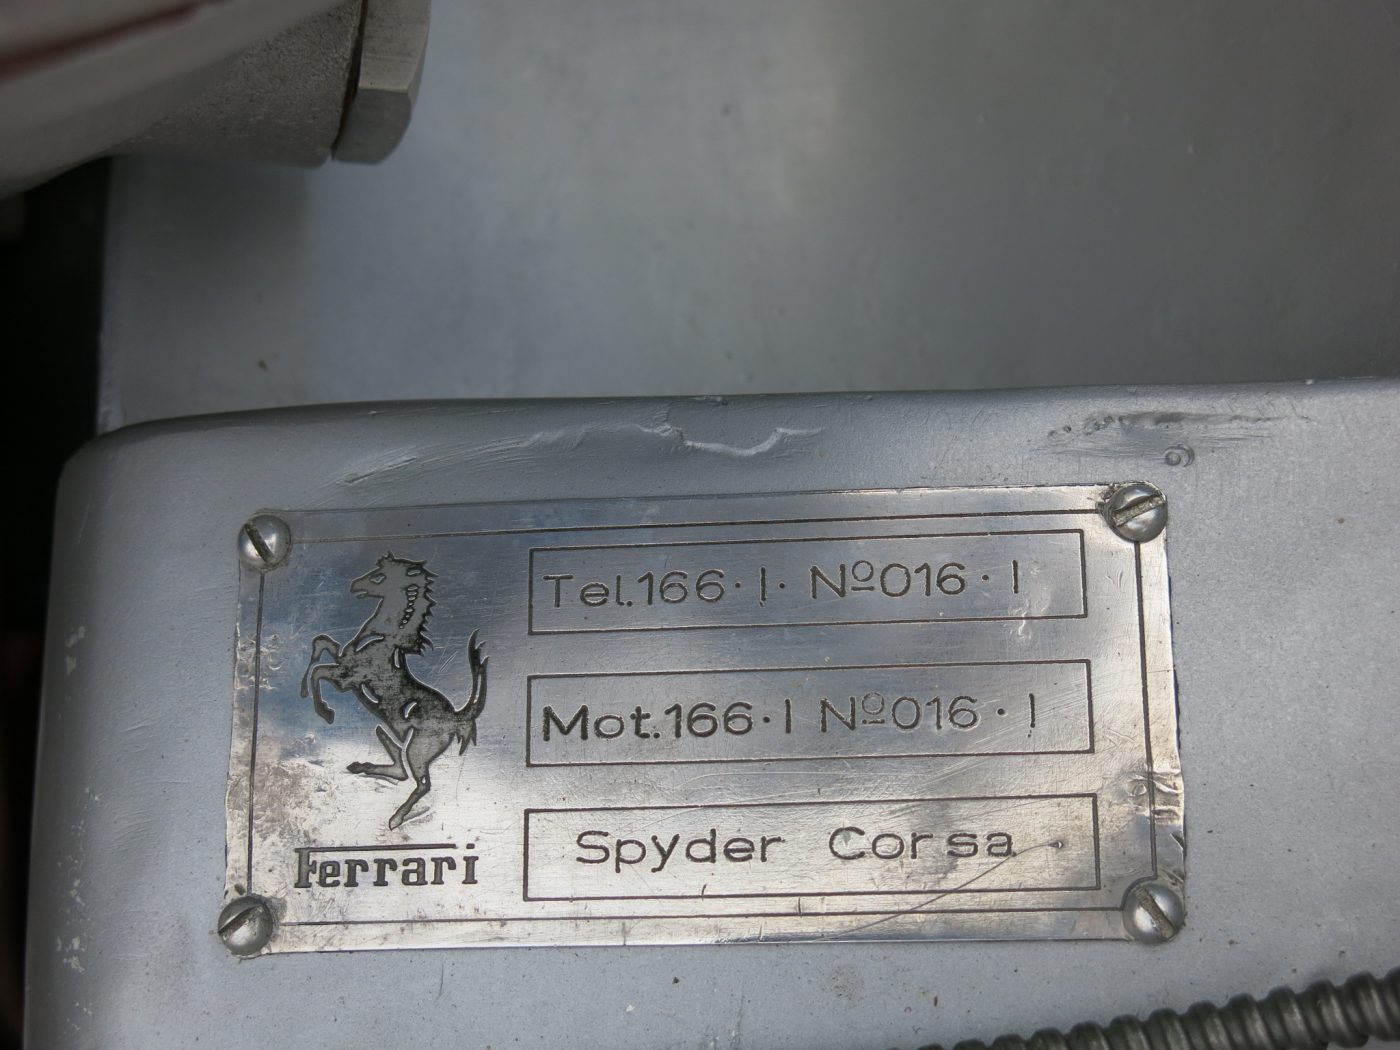 Tel.166·I· Nº016·I
Mot.166·I Nº016·I
Spyder Corsa
Ferrari